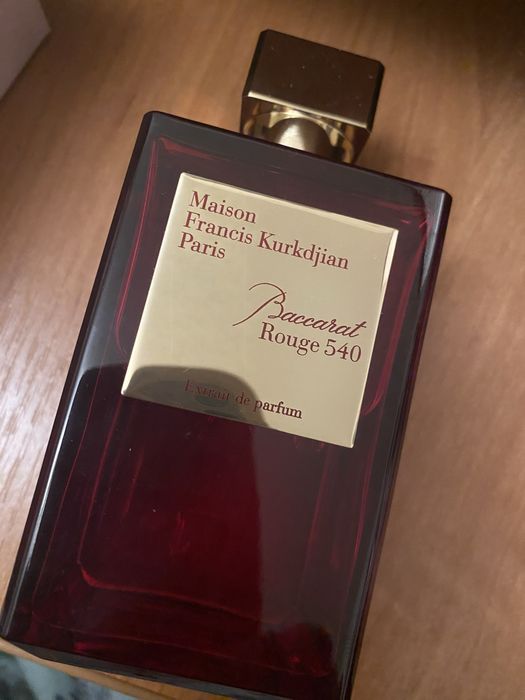 Maison
Francis Kurkdjian
Paris
Baccarat
Rouge 540
Extrait de parfum